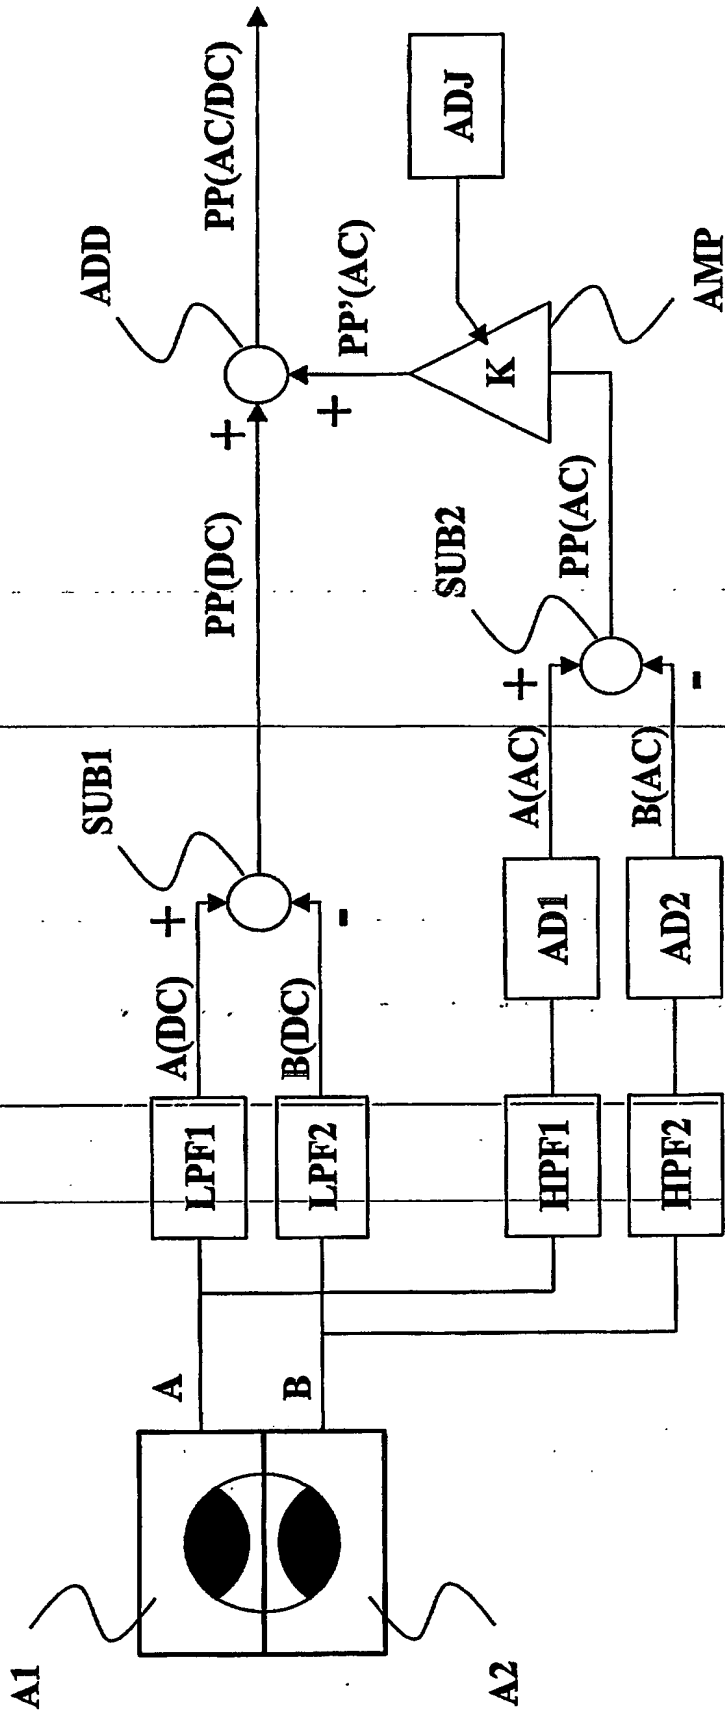 A1
A2
A
B
LPF1
LPF2
HPF1
HPF2
A(DC)
B(DC)
AD1
AD2
+
-
SUB1
A(AC)
B(AC)
+
-
SUB2
PP(DC)
PP(AC)
+
+
K
AMP
PP'(AC)
ADD
ADJ
PP(AC/DC)